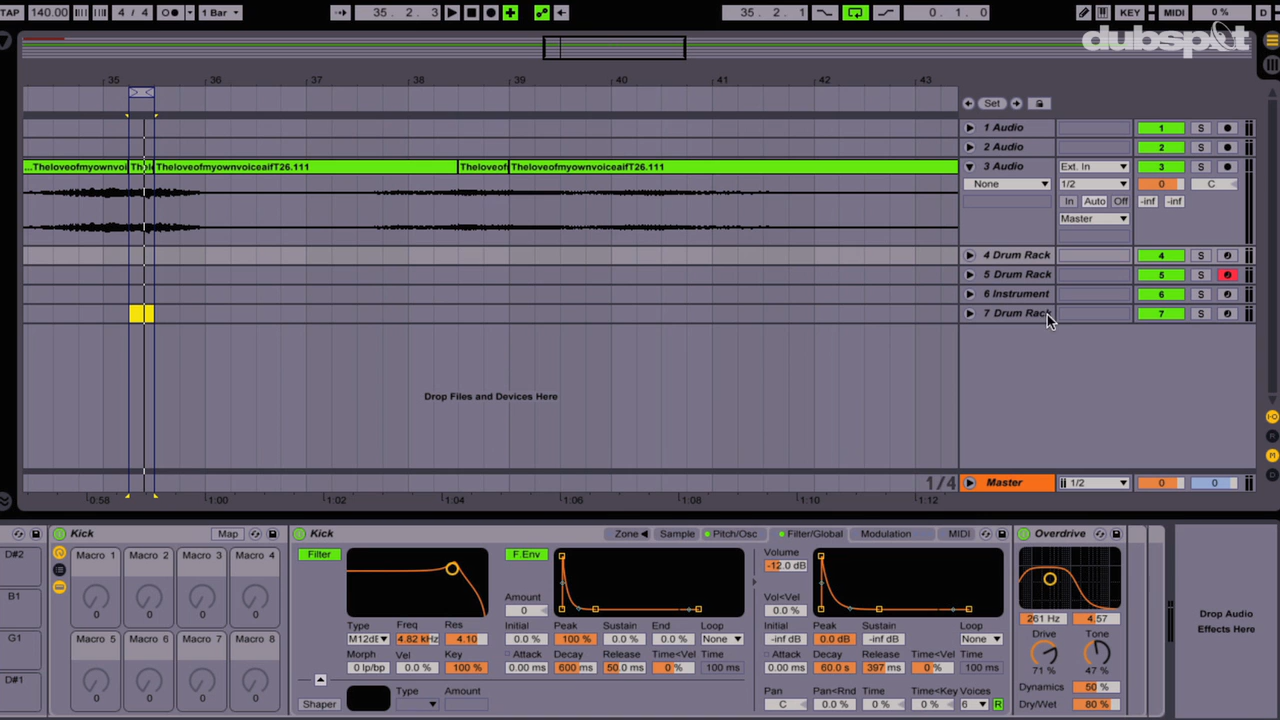 TAP 140.00 4 / 4 1 Bar 35. 2. 3 35. 2. 1 0. 1. 0 KEY MIDI 0 % D
dubspot
35 36 37 38 39 40 41 42 43
Set
1 Audio 1 S
2 Audio 2 S
...Theloveofmyownvoi Th TheloveofmyownvoiceaifT26.111 Theloveof TheloveofmyownvoiceaifT26.111
3 Audio Ext. In 3 S
None 1/2 0 C
In Auto Off -inf -inf
Master
4 Drum Rack 4 S
5 Drum Rack 5 S
6 Instrument 6 S
7 Drum Rack 7 S
Drop Files and Devices Here
1/4 Master 1/2 0 0
0:58 1:00 1:02 1:04 1:06 1:08 1:10 1:12
Kick Map
D#2
B1
G1
D#1
Macro 1 Macro 2 Macro 3 Macro 4
0 0 0 0
Macro 5 Macro 6 Macro 7 Macro 8
0 0 0 0
Kick Zone Sample Pitch/Osc Filter/Global Modulation MIDI
Filter F.Env Volume
-12.0 dB
Amount Vol<Vel
0 0.0 %
Type Freq Res Initial Peak Sustain End Loop Initial Peak Sustain Loop
4.82 kHz 4.10 0.0 % 100 % 0.0 % 0.0 % None -inf dB 0.0 dB -inf dB None
Morph Vel Key Attack Decay Release Time<Vel Time Attack Decay Release Time<Vel Time
0 lp/bp 0.0 % 100 % 0.00 ms 600 ms 50.0 ms 0 % 100 ms 0.00 ms 60.0 s 397 ms 0 % 100 ms
Type Amount Pan Pan<Rnd Time Time<Key Voices
Shaper C 0.0 % 0 % 0 % 6 R
Overdrive
261 Hz 4.57
Drive Tone
71 % 47 %
Dynamics 50 %
Dry/Wet 80 %
Drop Audio
Effects Here